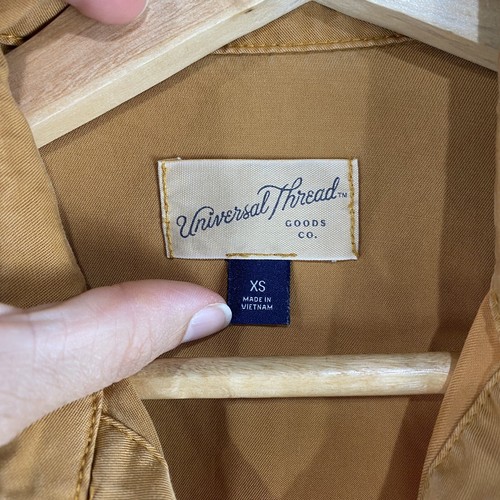 Universal Thread™
GOODS
CO.
XS
MADE IN
VIETNAM